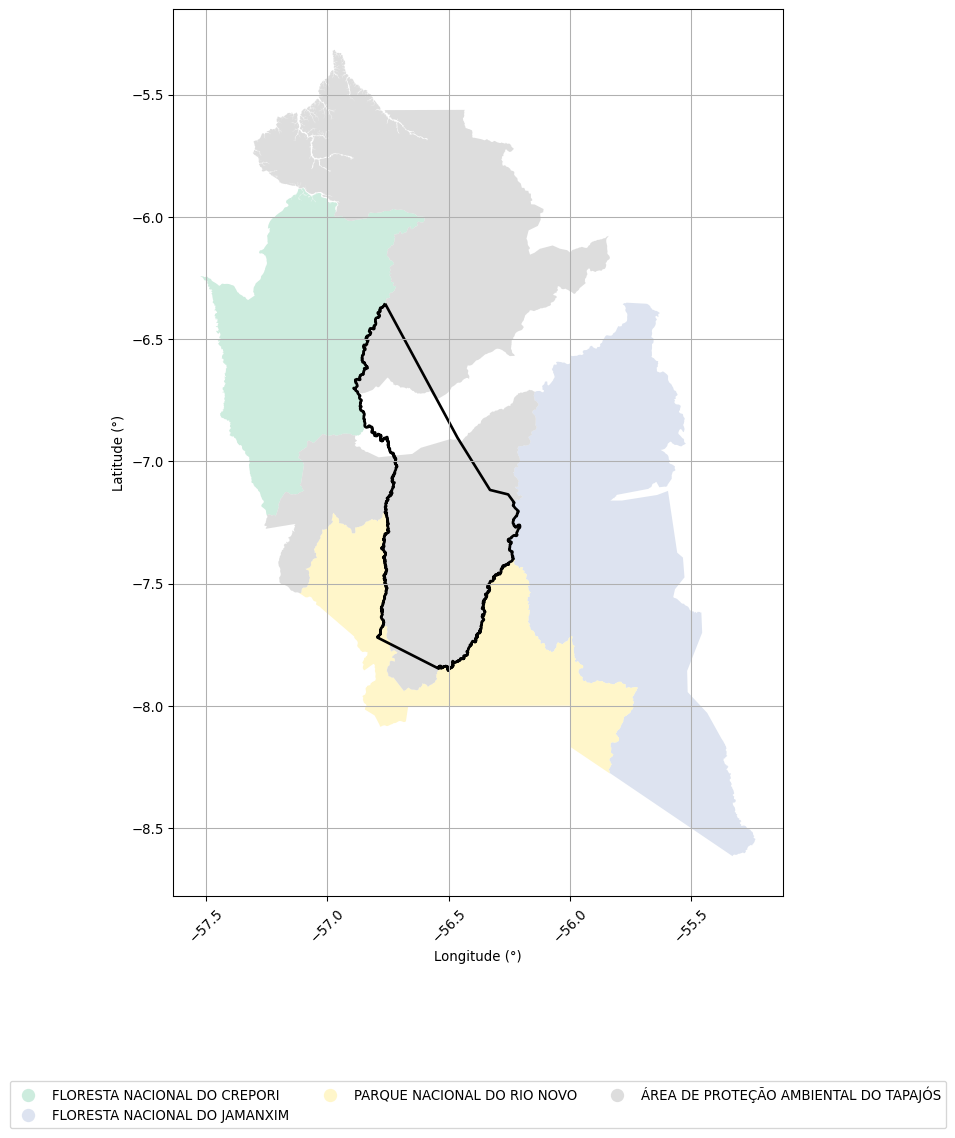 −5.5
−6.0
−6.5
−7.0
−7.5
−8.0
−8.5
Latitude (°)
−57.5
−57.0
−56.5
−56.0
−55.5
Longitude (°)
FLORESTA NACIONAL DO CREPORI
FLORESTA NACIONAL DO JAMANXIM
PARQUE NACIONAL DO RIO NOVO
ÁREA DE PROTEÇÃO AMBIENTAL DO TAPAJÓS